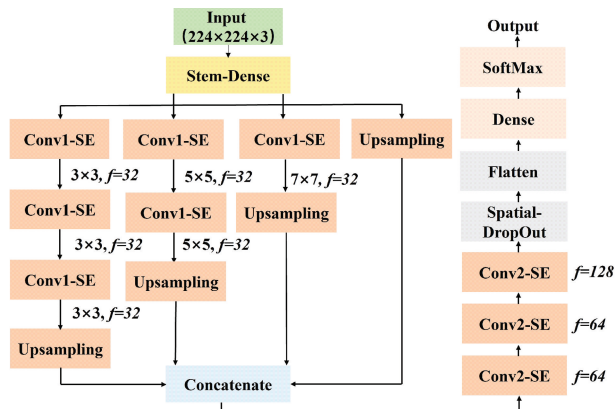 Input
(224×224×3)
Stem-Dense
Conv1-SE
Conv1-SE
Conv1-SE
Upsampling
3×3, f=32
5×5, f=32
7×7, f=32
Conv1-SE
Conv1-SE
Upsampling
3×3, f=32
5×5, f=32
Conv1-SE
Upsampling
3×3, f=32
Upsampling
Concatenate
Output
SoftMax
Dense
Flatten
Spatial-
DropOut
Conv2-SE
f=128
Conv2-SE
f=64
Conv2-SE
f=64